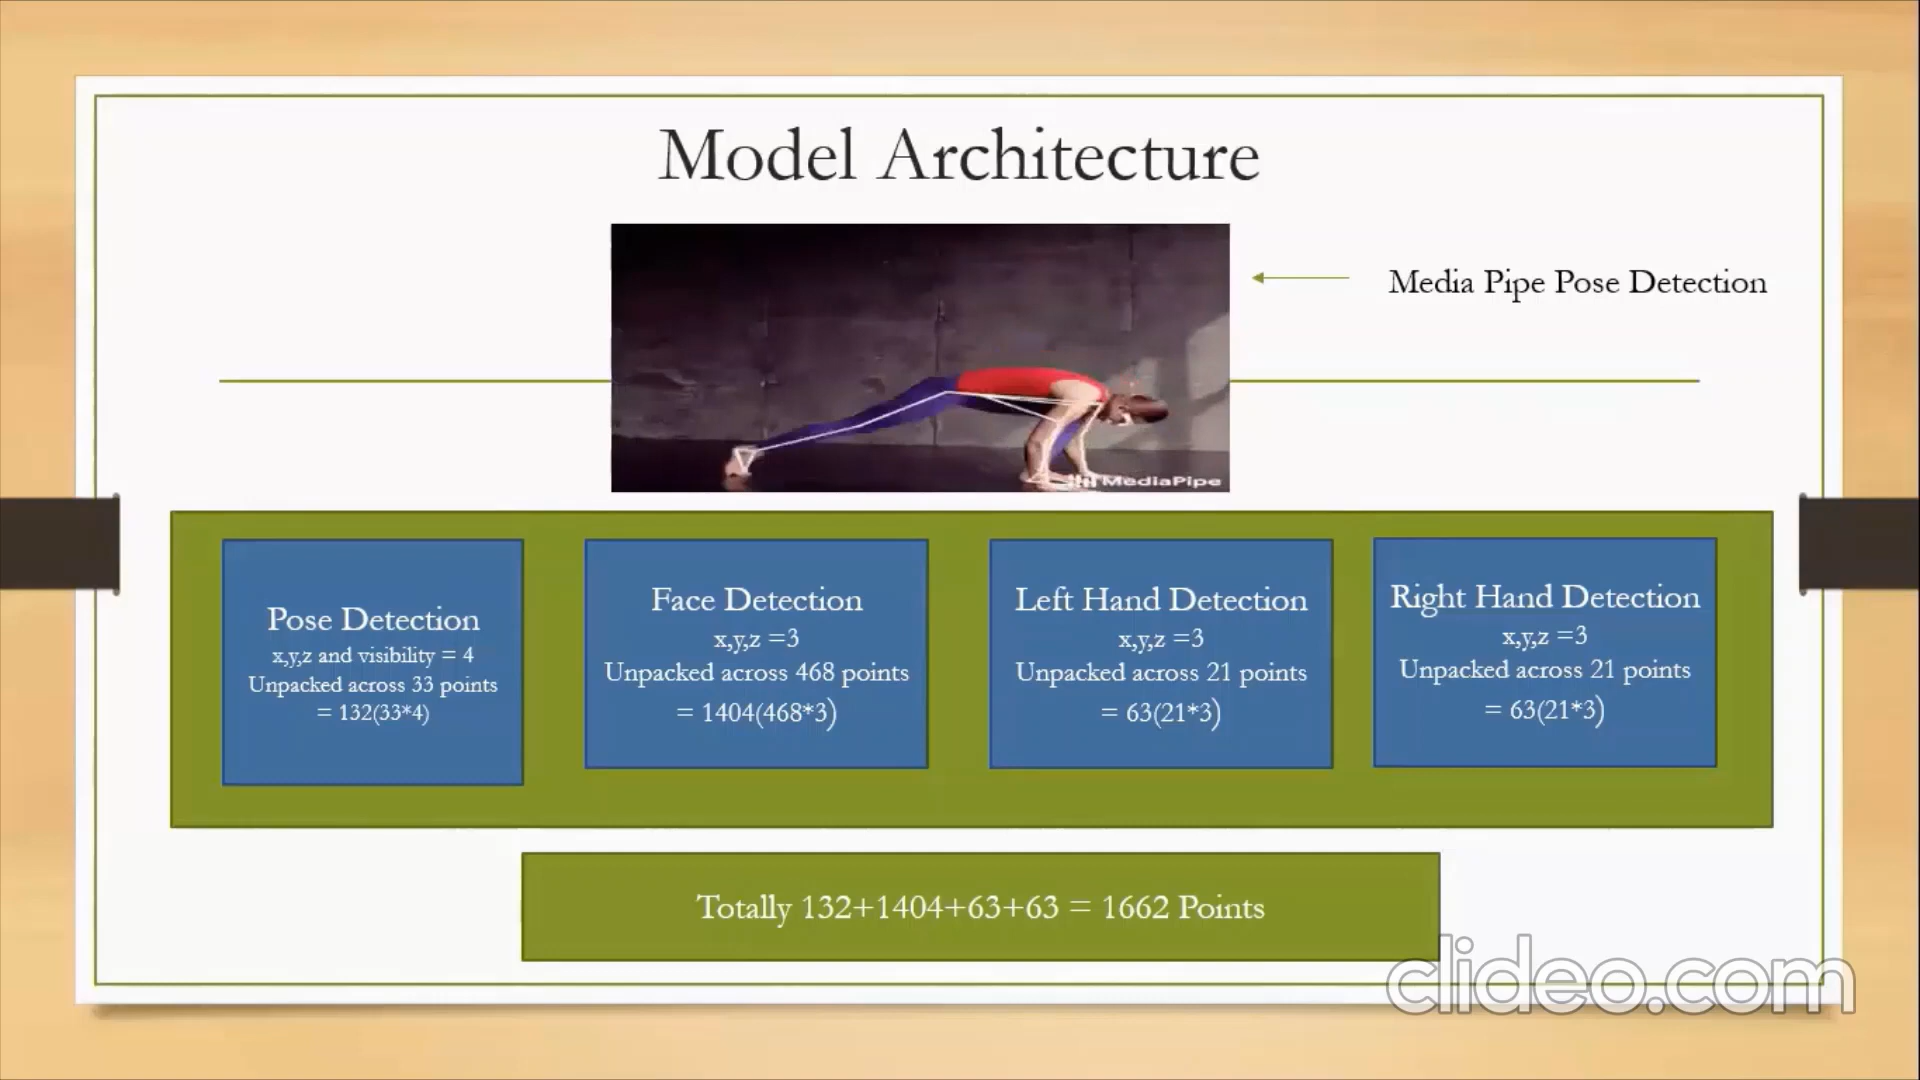 Model Architecture
Media Pipe Pose Detection
MediaPipe
Pose Detection
x,y,z and visibility = 4
Unpacked across 33 points
= 132(33*4)
Face Detection
x,y,z =3
Unpacked across 468 points
= 1404(468*3)
Left Hand Detection
x,y,z =3
Unpacked across 21 points
= 63(21*3)
Right Hand Detection
x,y,z =3
Unpacked across 21 points
= 63(21*3)
Totally 132+1404+63+63 = 1662 Points
clideo.com